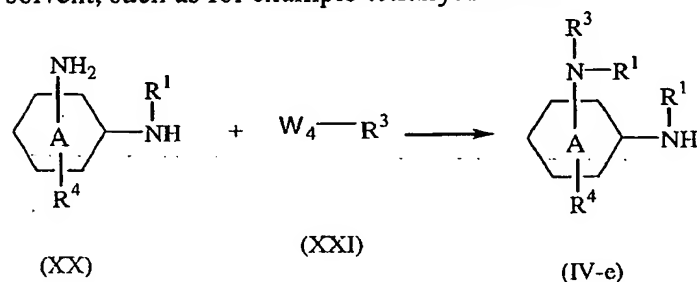 solvent, such as for example
NH₂ R¹ NH A R⁴ + W₄—R³ R³ N—R¹ R¹ NH A R⁴
(XX) (XXI) (IV-e)